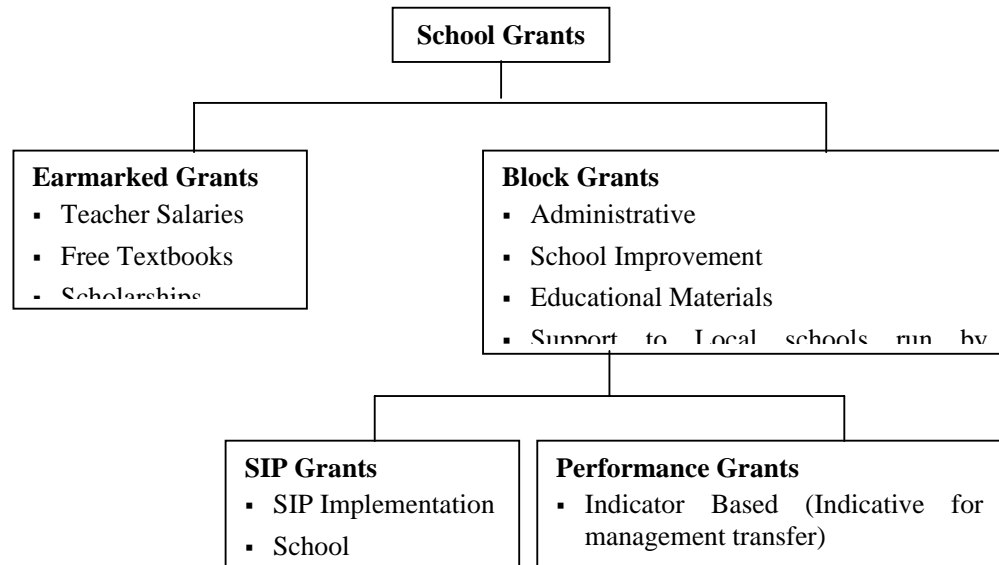 School Grants
Earmarked Grants
▪ Teacher Salaries
▪ Free Textbooks
▪ Scholarships
Block Grants
▪ Administrative
▪ School Improvement
▪ Educational Materials
▪ Support to Local schools run by
SIP Grants
▪ SIP Implementation
▪ School
Performance Grants
▪ Indicator Based (Indicative for
management transfer)